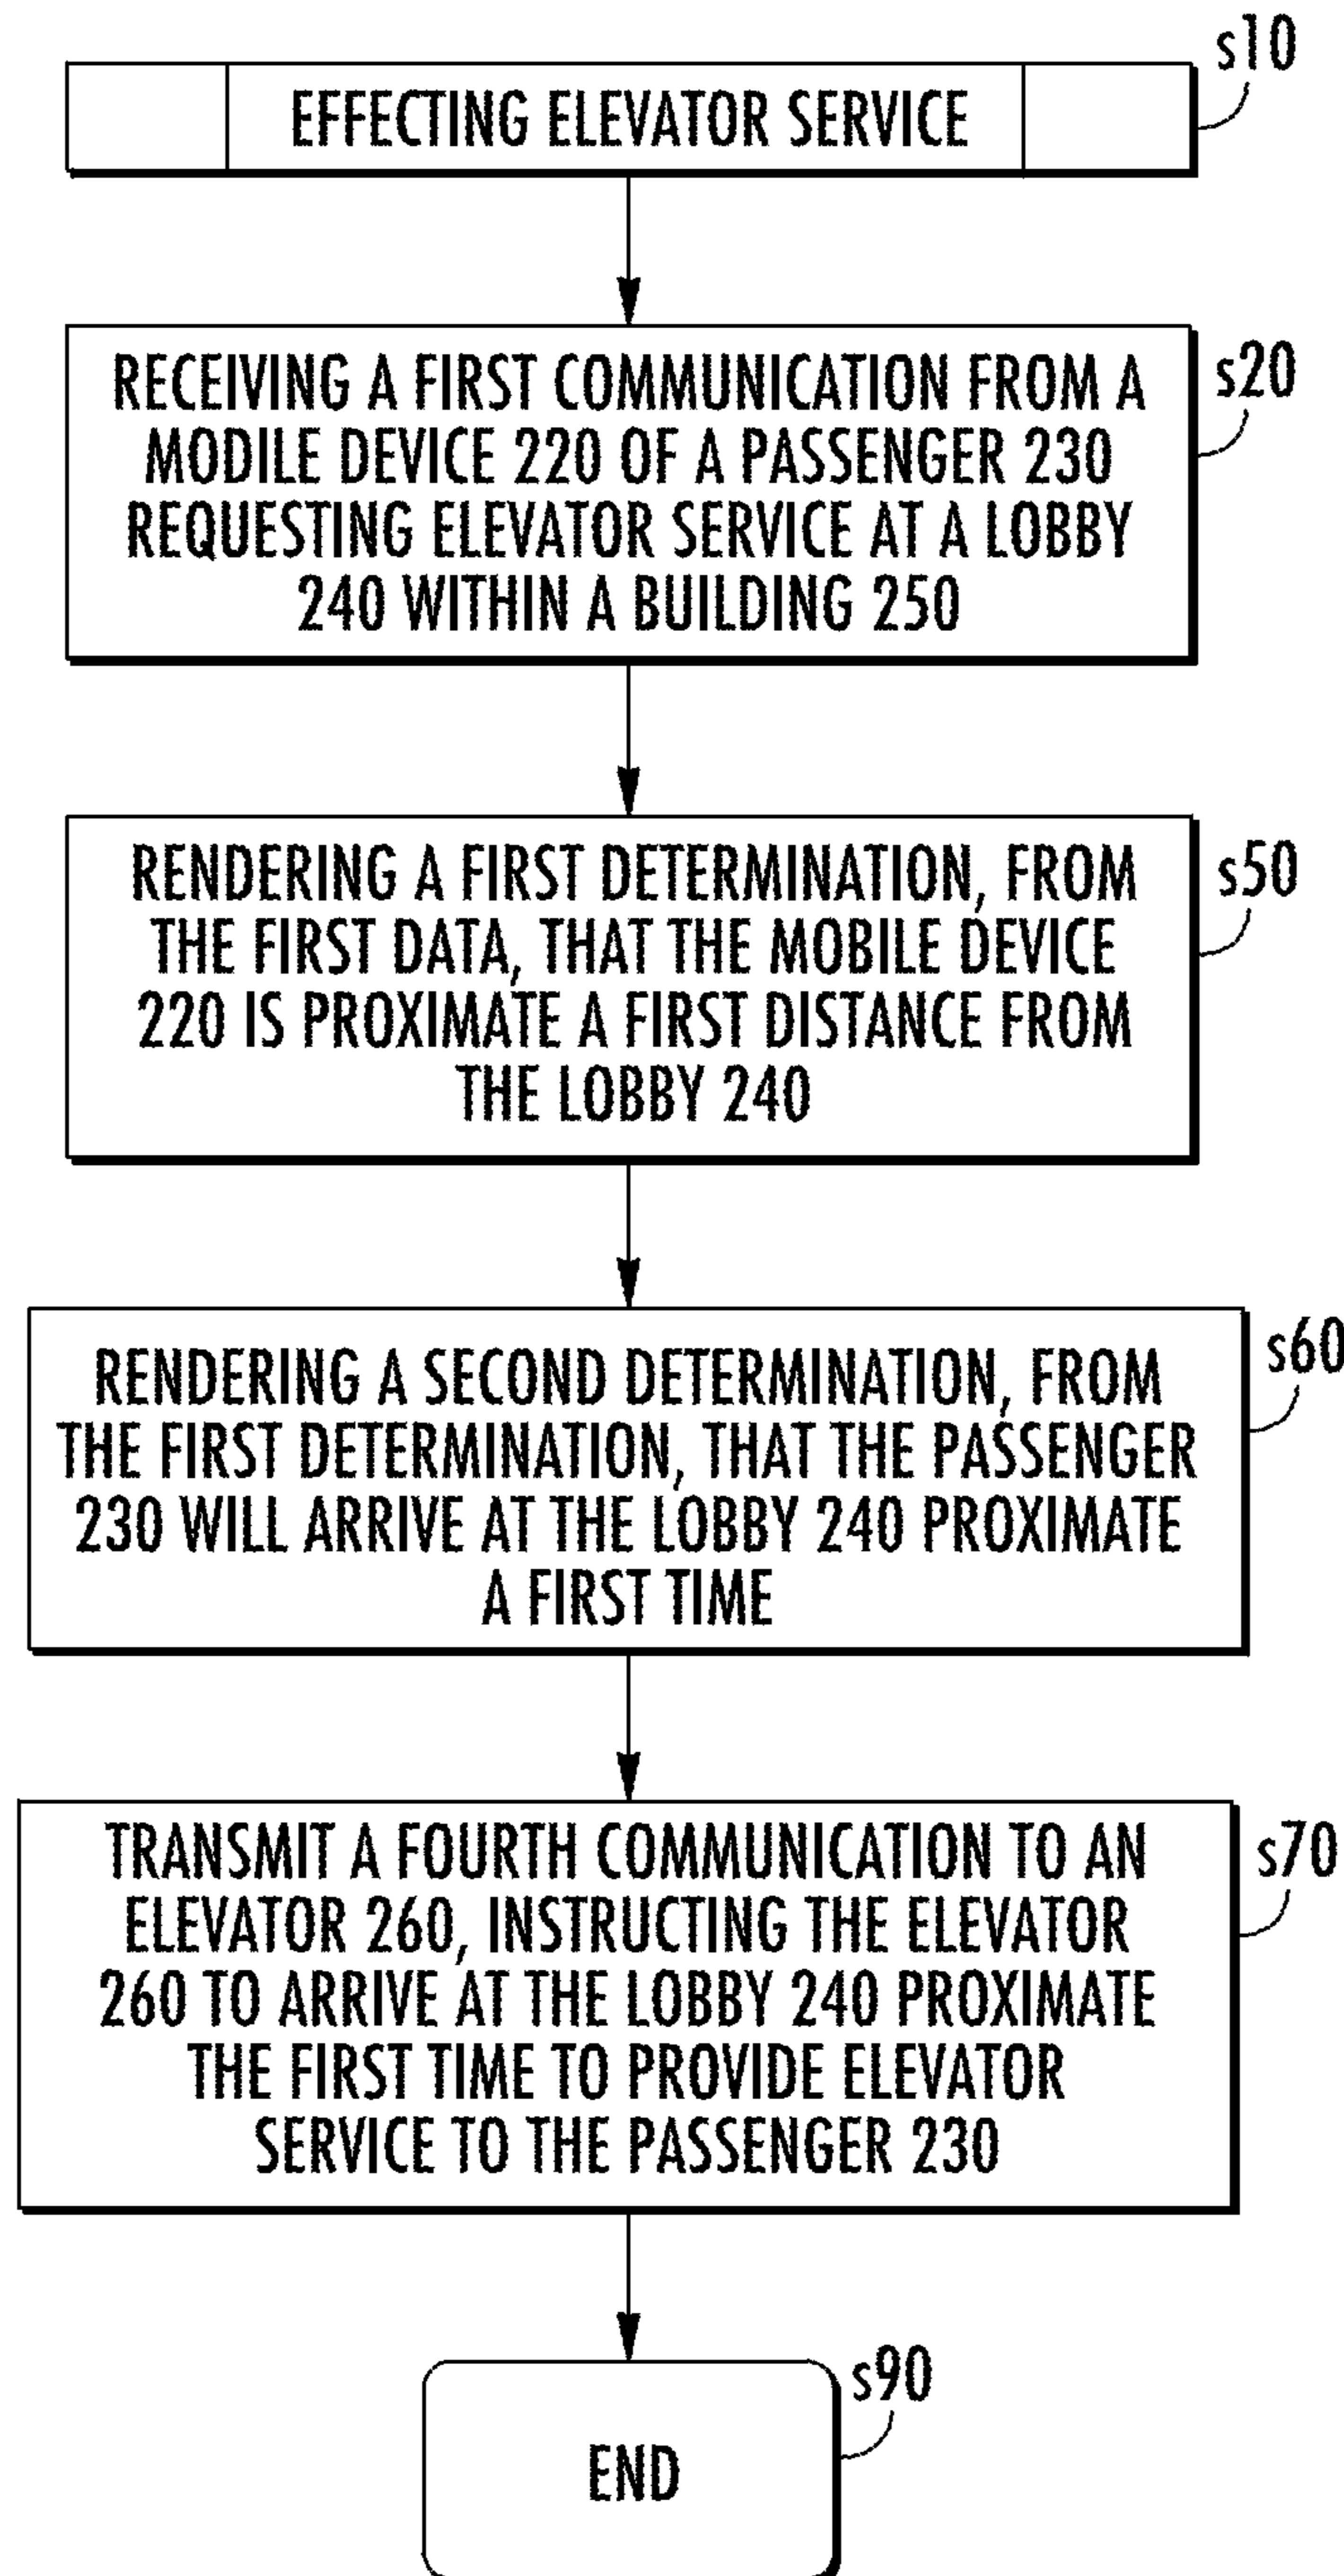 s10
EFFECTING ELEVATOR SERVICE
s20
RECEIVING A FIRST COMMUNICATION FROM A
MODILE DEVICE 220 OF A PASSENGER 230
REQUESTING ELEVATOR SERVICE AT A LOBBY
240 WITHIN A BUILDING 250
s50
RENDERING A FIRST DETERMINATION, FROM
THE FIRST DATA, THAT THE MOBILE DEVICE
220 IS PROXIMATE A FIRST DISTANCE FROM
THE LOBBY 240
s60
RENDERING A SECOND DETERMINATION, FROM
THE FIRST DETERMINATION, THAT THE PASSENGER
230 WILL ARRIVE AT THE LOBBY 240 PROXIMATE
A FIRST TIME
s70
TRANSMIT A FOURTH COMMUNICATION TO AN
ELEVATOR 260, INSTRUCTING THE ELEVATOR
260 TO ARRIVE AT THE LOBBY 240 PROXIMATE
THE FIRST TIME TO PROVIDE ELEVATOR
SERVICE TO THE PASSENGER 230
s90
END